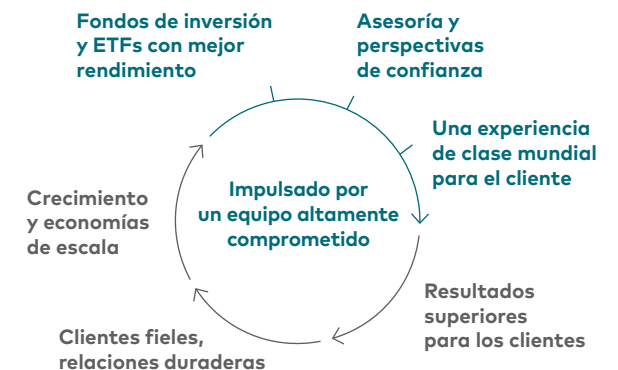 Fondos de inversión
y ETFs con mejor
rendimiento
Asesoría y
perspectivas
de confianza
Una experiencia
de clase mundial
para el cliente
Impulsado por
un equipo altamente
comprometido
Resultados
superiores
para los clientes
Clientes fieles,
relaciones duraderas
Crecimiento
y economías
de escala